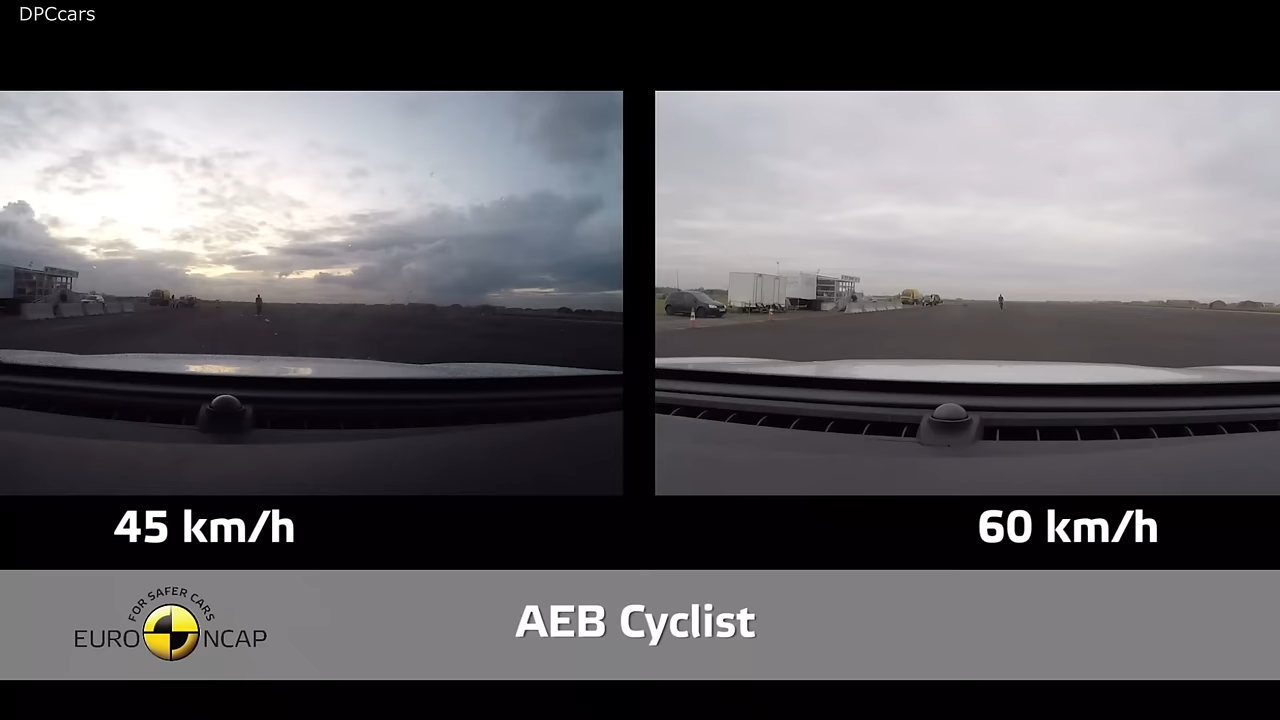 DPCcars
45 km/h
60 km/h
FOR SAFER CARS
EURO NCAP
AEB Cyclist